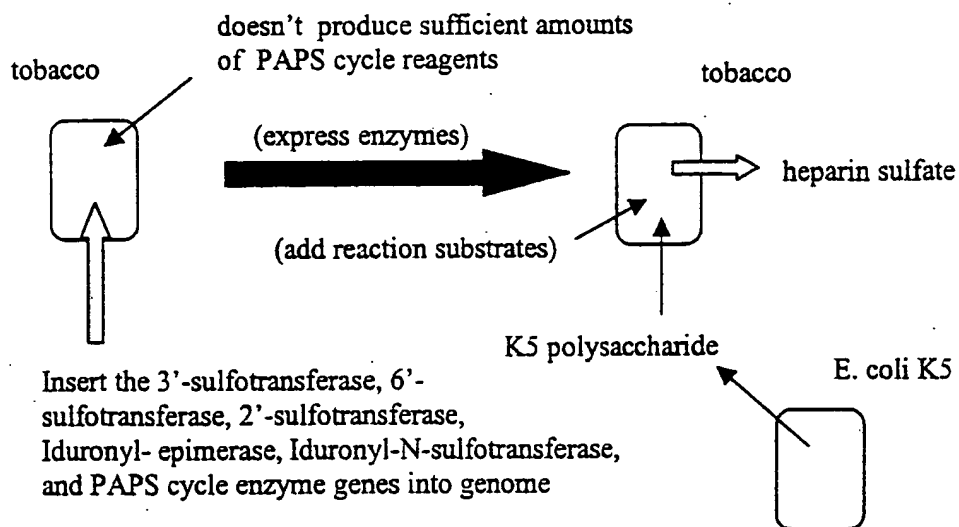 doesn't produce sufficient amounts
of PAPS cycle reagents
tobacco
tobacco
(express enzymes)
heparin sulfate
(add reaction substrates)
K5 polysaccharide
E. coli K5
Insert the 3'-sulfotransferase, 6'-
sulfotransferase, 2'-sulfotransferase,
Iduronyl- epimerase, Iduronyl-N-sulfotransferase,
and PAPS cycle enzyme genes into genome